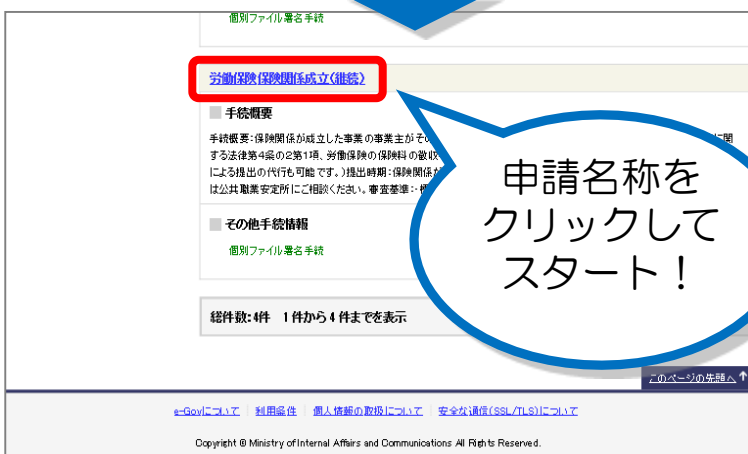 個別ファイル署名手続
労働保険保険関係成立(継続)
手続概要
手続概要:保険関係が成立した事業の事業主がその
する法律第4条の2第1項、労働保険の保険料の徴収
による提出の代行も可能です。)提出時期:保険関係が
は公共職業安定所にご相談ください。審査基準:-
その他手続情報
個別ファイル署名手続
申請名称を
クリックして
スタート！
総件数:4件 1件から4件までを表示
このページの先頭へ↑
e-Govについて 利用条件 個人情報の取扱について 安全な通信(SSL/TLS)について
Copyright © Ministry of Internal Affairs and Communications All Rights Reserved.